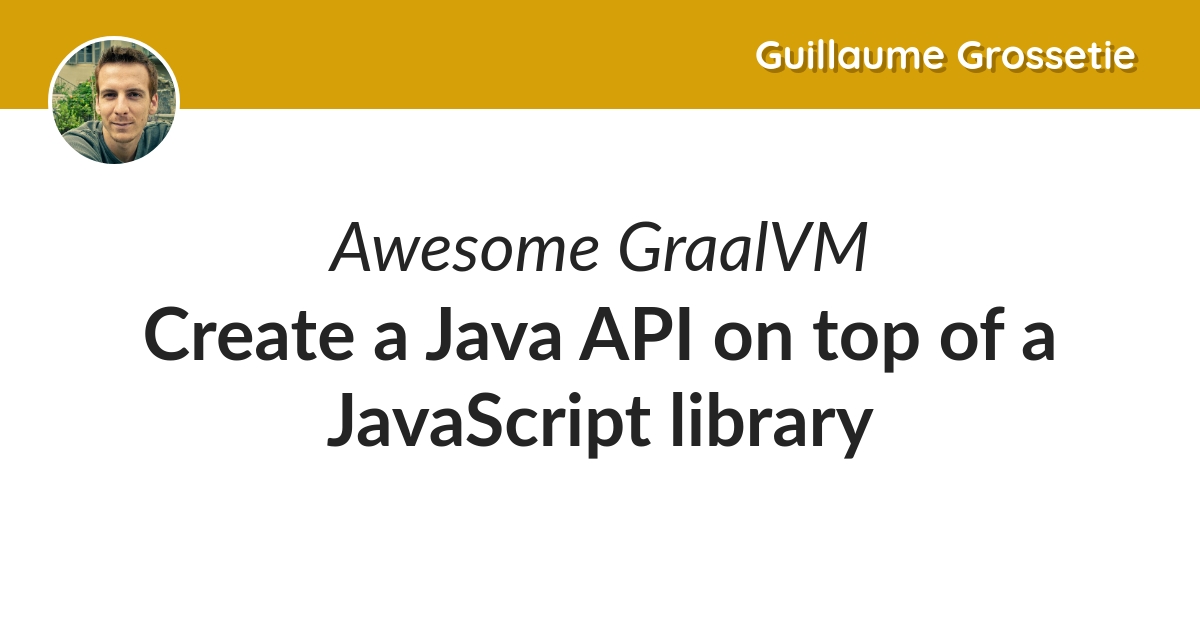 Guillaume Grossetie
Awesome GraalVM
Create a Java API on top of a
JavaScript library